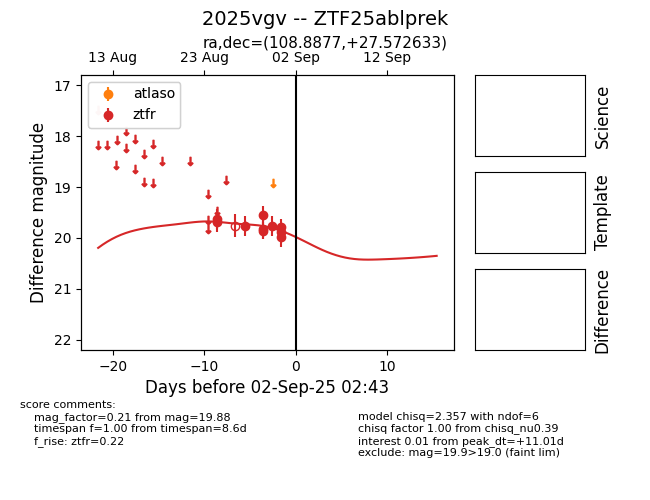 2025vgv -- ZTF25ablprek
ra,dec=(108.8877,+27.572633)
13 Aug
23 Aug
02 Sep
12 Sep
17
18
19
20
21
22
Difference magnitude
atlaso
ztfr
−20
−10
0
10
Days before 02-Sep-25 02:43
Science
Template
Difference
score comments:
mag_factor=0.21 from mag=19.88
timespan f=1.00 from timespan=8.6d
f_rise: ztfr=0.22
model chisq=2.357 with ndof=6
chisq factor 1.00 from chisq_nu0.39
interest 0.01 from peak_dt=+11.01d
exclude: mag=19.9>19.0 (faint lim)